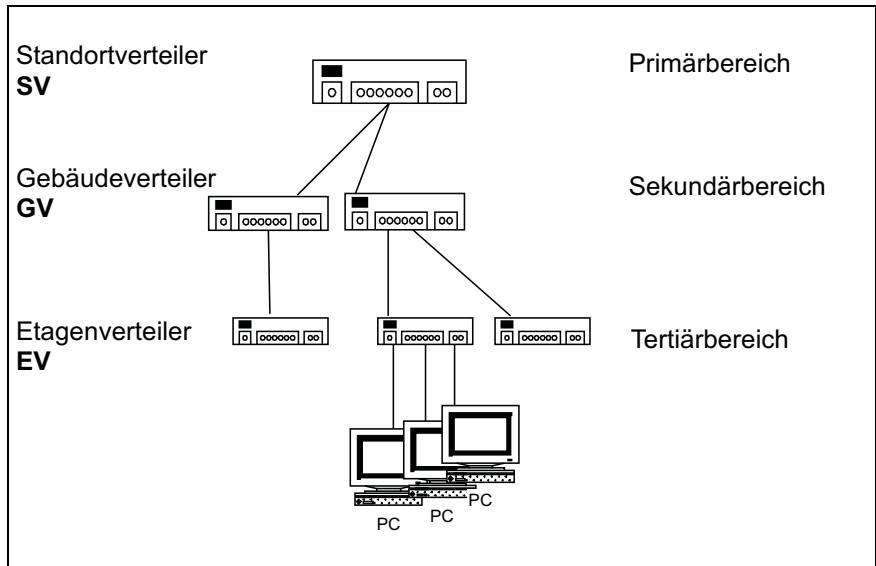 Standortverteiler
SV
Primärbereich
Gebäudeverteiler
GV
Sekundärbereich
Etagenverteiler
EV
Tertiärbereich
PC
PC
PC